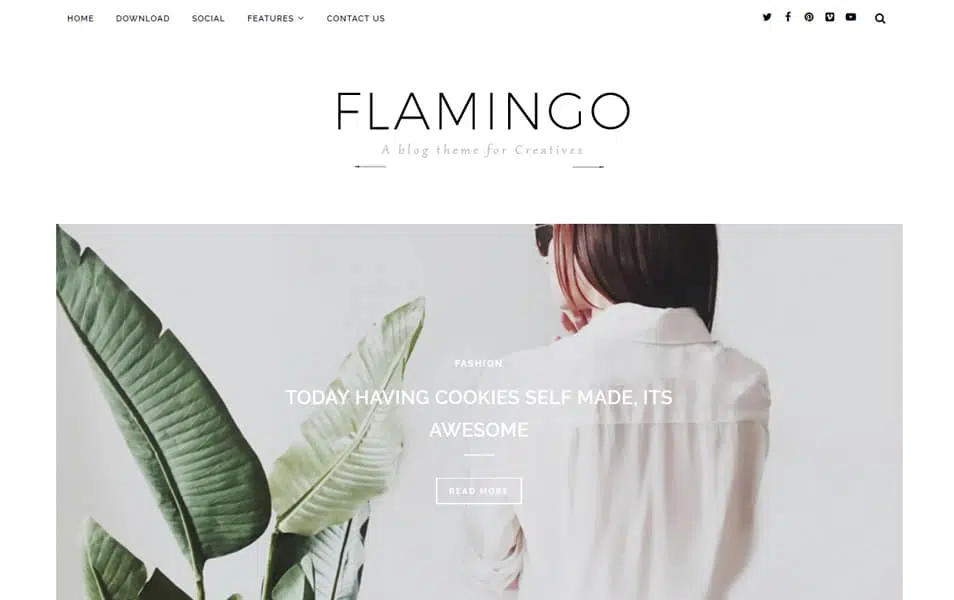 HOME DOWNLOAD SOCIAL FEATURES CONTACT US
FLAMINGO
A blog theme for Creatives
FASHION
TODAY HAVING COOKIES SELF MADE, ITS
AWESOME
READ MORE